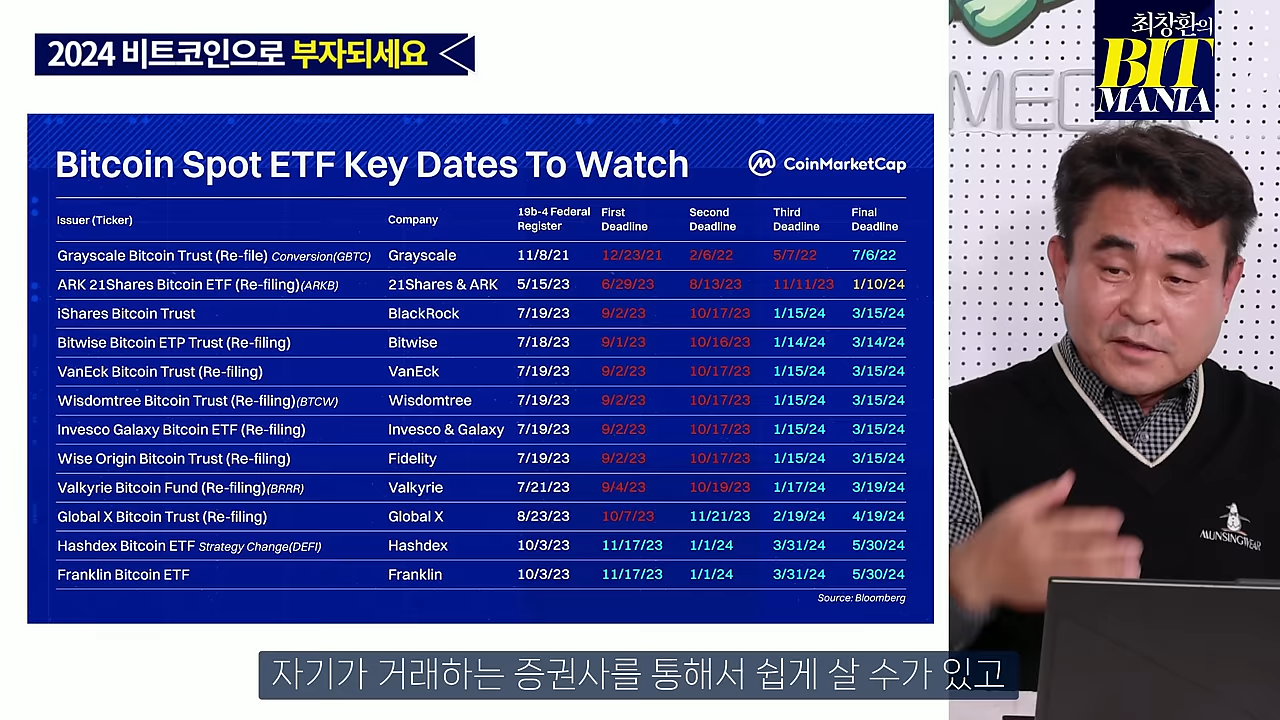 2024 비트코인으로 부자되세요
최창환의
BIT
MANIA
MEDI
Bitcoin Spot ETF Key Dates To Watch
CoinMarketCap
Issuer (Ticker) Company 19b-4 Federal Register First Deadline Second Deadline Third Deadline Final Deadline
Grayscale Bitcoin Trust (Re-file) Conversion(GBTC) Grayscale 11/8/21 12/23/21 2/6/22 5/7/22 7/6/22
ARK 21Shares Bitcoin ETF (Re-filing)(ARKB) 21Shares & ARK 5/15/23 6/29/23 8/13/23 11/11/23 1/10/24
iShares Bitcoin Trust BlackRock 7/19/23 9/2/23 10/17/23 1/15/24 3/15/24
Bitwise Bitcoin ETP Trust (Re-filing) Bitwise 7/18/23 9/1/23 10/16/23 1/14/24 3/14/24
VanEck Bitcoin Trust (Re-filing) VanEck 7/19/23 9/2/23 10/17/23 1/15/24 3/15/24
Wisdomtree Bitcoin Trust (Re-filing)(BTCW) Wisdomtree 7/19/23 9/2/23 10/17/23 1/15/24 3/15/24
Invesco Galaxy Bitcoin ETF (Re-filing) Invesco & Galaxy 7/19/23 9/2/23 10/17/23 1/15/24 3/15/24
Wise Origin Bitcoin Trust (Re-filing) Fidelity 7/19/23 9/2/23 10/17/23 1/15/24 3/15/24
Valkyrie Bitcoin Fund (Re-filing)(BRRR) Valkyrie 7/21/23 9/4/23 10/19/23 1/17/24 3/19/24
Global X Bitcoin Trust (Re-filing) Global X 8/23/23 10/7/23 11/21/23 2/19/24 4/19/24
Hashdex Bitcoin ETF Strategy Change(DEFI) Hashdex 10/3/23 11/17/23 1/1/24 3/31/24 5/30/24
Franklin Bitcoin ETF Franklin 10/3/23 11/17/23 1/1/24 3/31/24 5/30/24
Source: Bloomberg
MUNSINGWEAR
자기가 거래하는 증권사를 통해서 쉽게 살 수가 있고